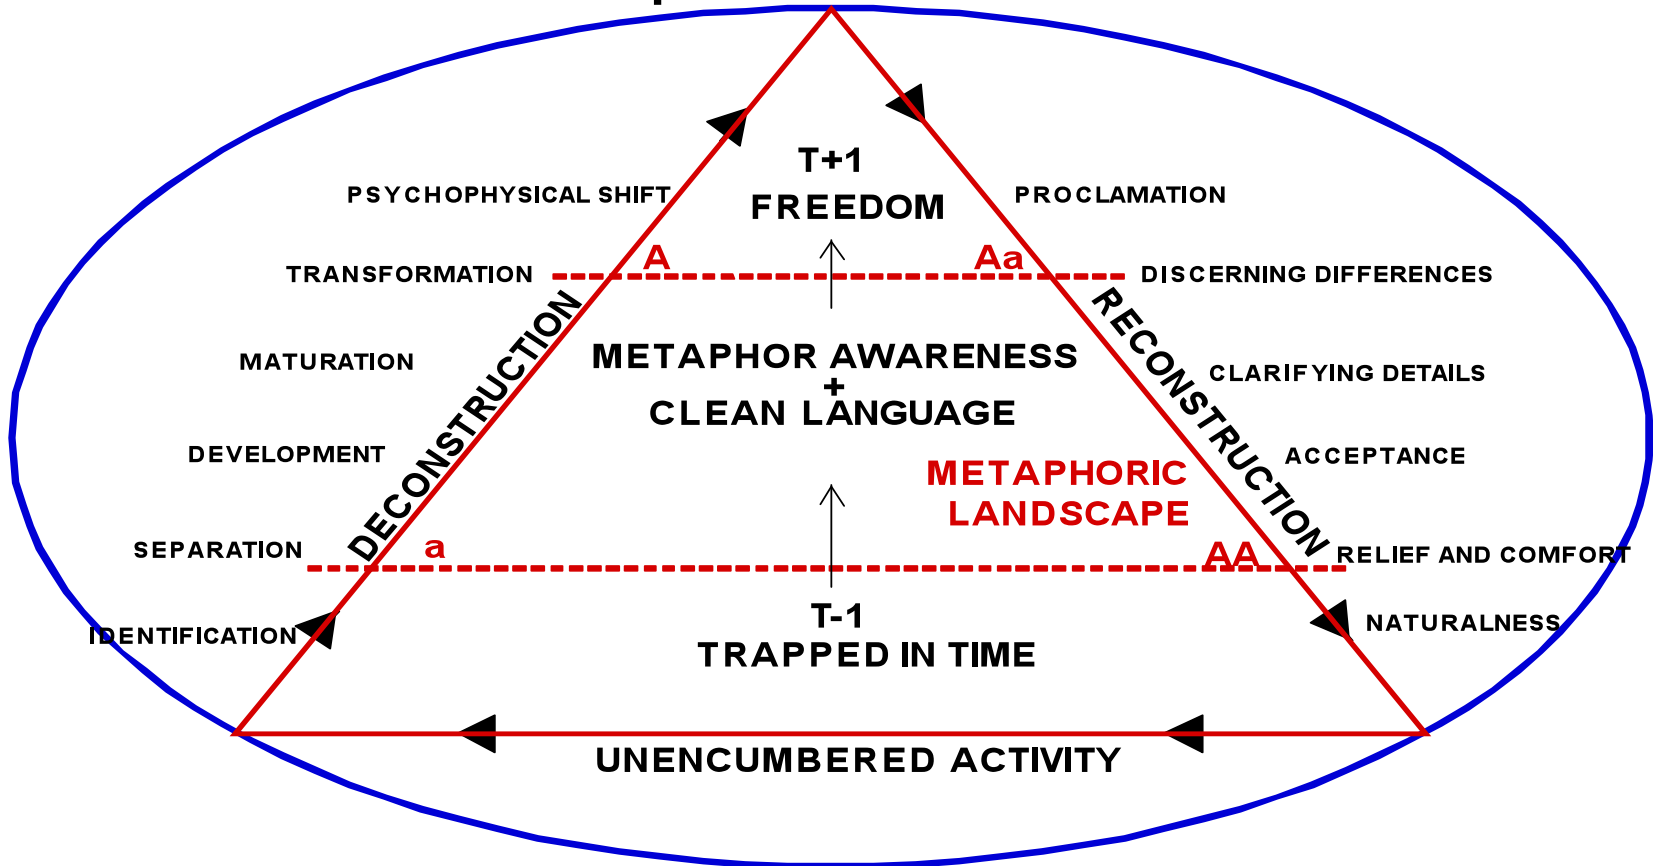 T+1
PSYCHOPHYSICAL SHIFT
FREEDOM
PROCLAMATION
A
Aa
TRANSFORMATION
DISCERNING DIFFERENCES
DECONSTRUCTION
RECONSTRUCTION
METAPHOR AWARENESS
+
CLEAN LANGUAGE
MATURATION
CLARIFYING DETAILS
DEVELOPMENT
ACCEPTANCE
METAPHORIC
LANDSCAPE
SEPARATION
a
AA
RELIEF AND COMFORT
T-1
TRAPPED IN TIME
IDENTIFICATION
NATURALNESS
UNENCUMBERED ACTIVITY